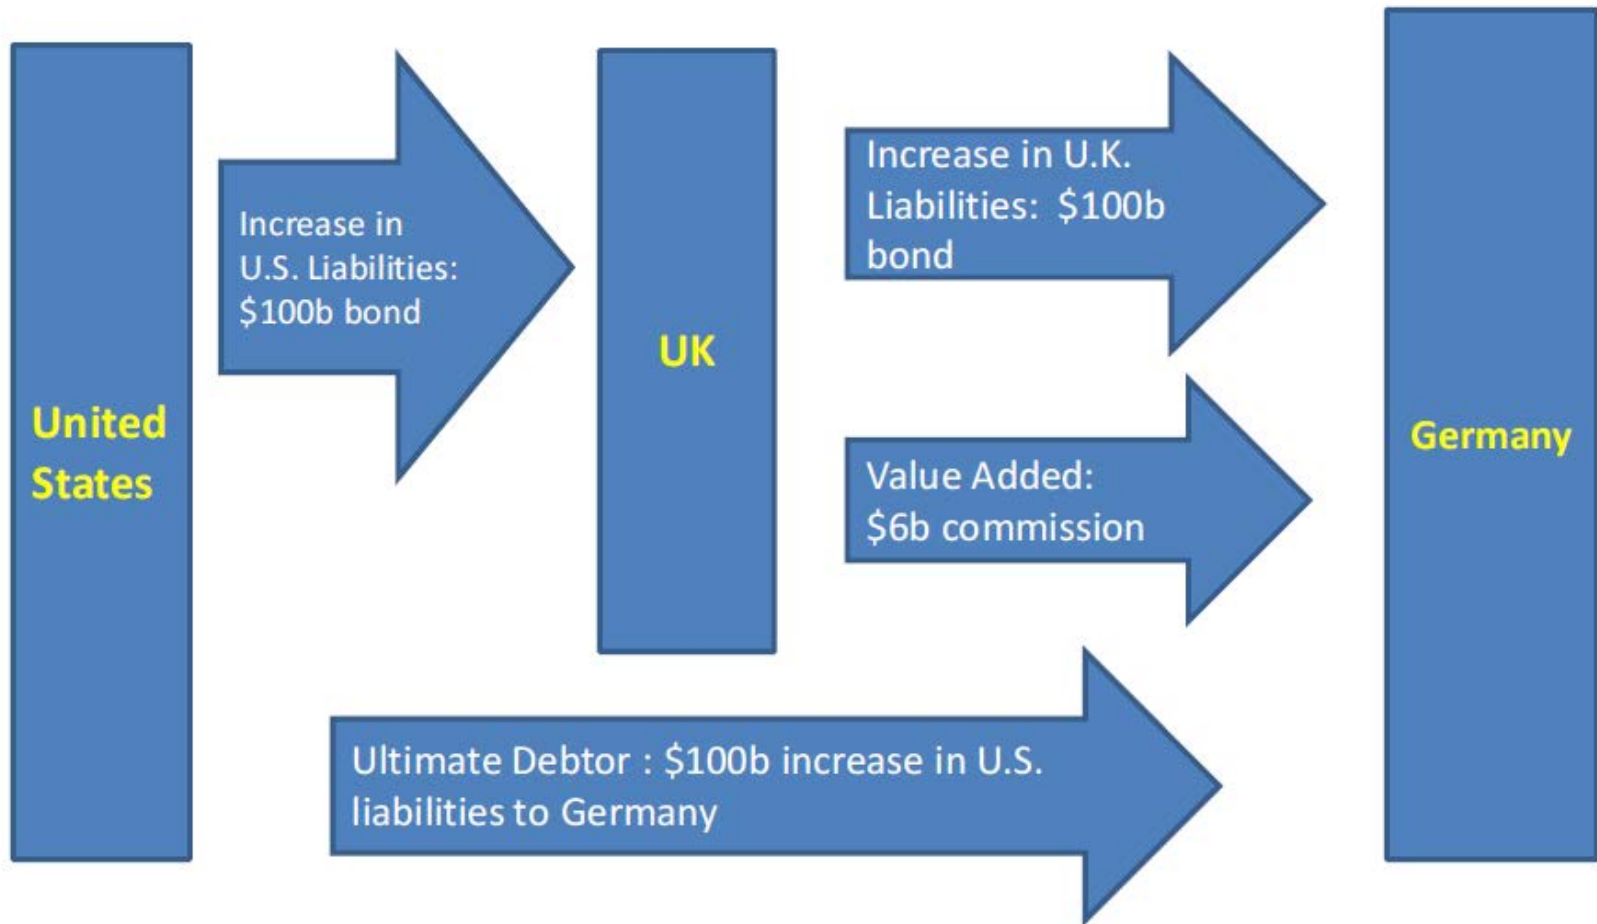 United
States
Increase in
U.S. Liabilities:
$100b bond
UK
Increase in U.K.
Liabilities:  $100b
bond
Value Added:
$6b commission
Germany
Ultimate Debtor : $100b increase in U.S.
liabilities to Germany